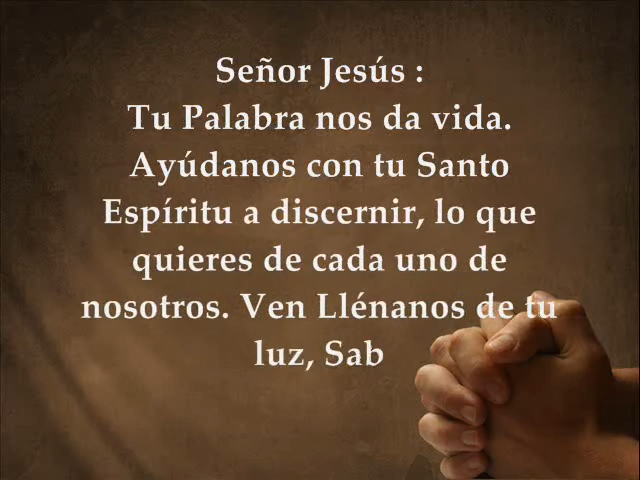 Señor Jesús :
Tu Palabra nos da vida.
Ayúdanos con tu Santo
Espíritu a discernir, lo que
quieres de cada uno de
nosotros. Ven Llénanos de tu
luz, Sab